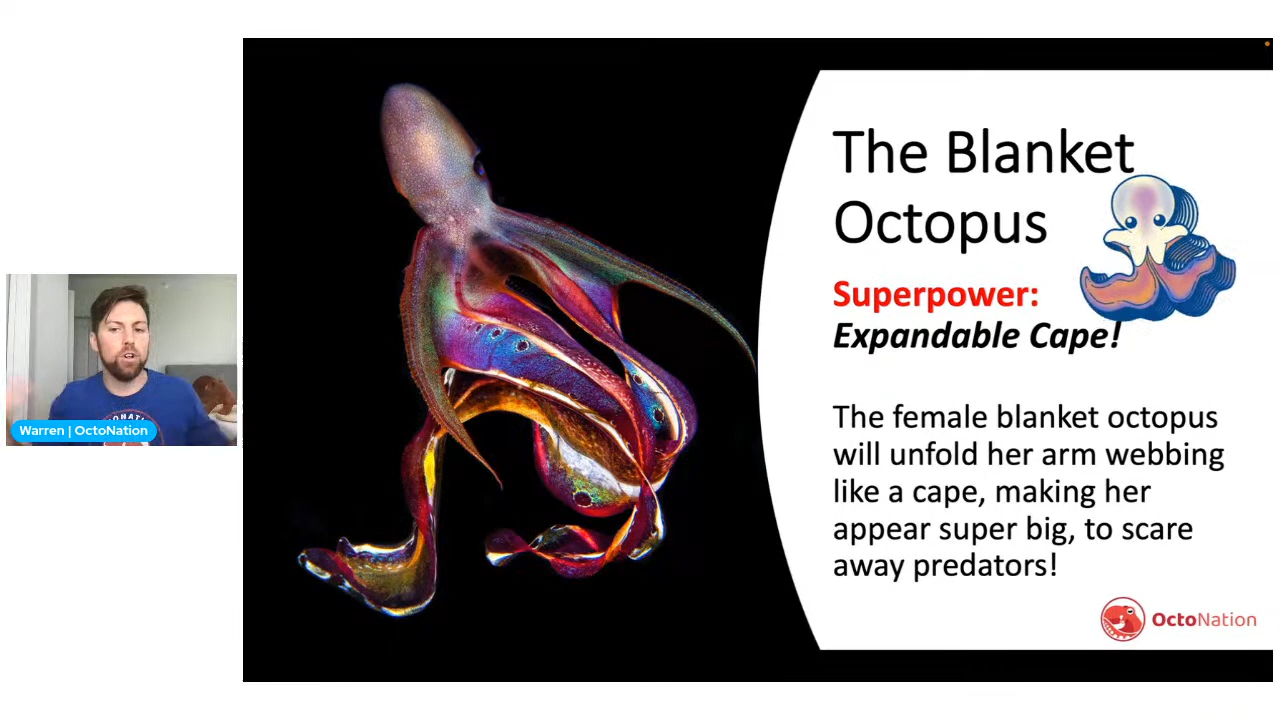 The Blanket
Octopus
Superpower:
Expandable Cape!
The female blanket octopus
will unfold her arm webbing
like a cape, making her
appear super big, to scare
away predators!
OctoNation
Warren | OctoNation